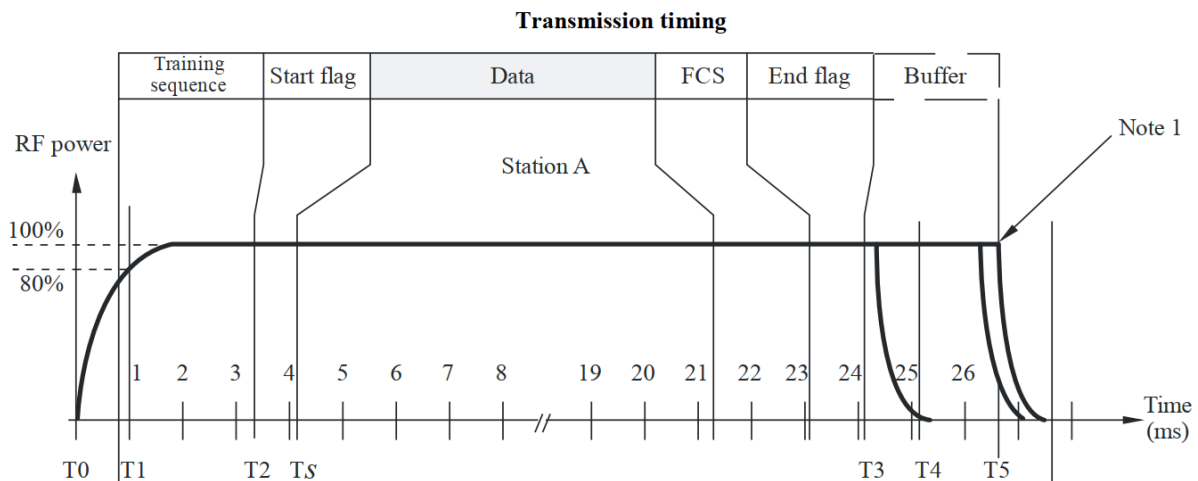 Transmission timing
Training
sequence
Start flag
Data
FCS
End flag
Buffer
Note 1
RF power
Station A
100%
80%
1 2 3 4 5 6 7 8 19 20 21 22 23 24 25 26
Time
(ms)
T0 T1 T2 Ts T3 T4 T5